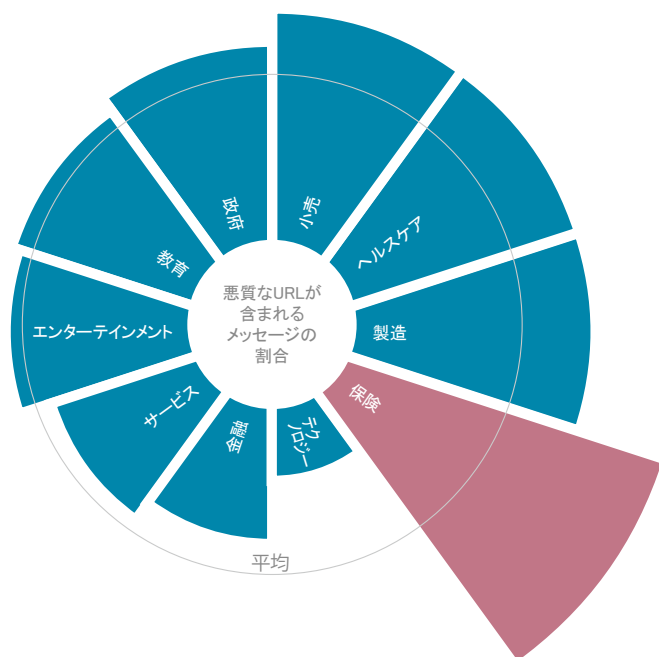 悪質なURLが
含まれる
メッセージの
割合
小売
ヘルスケア
製造
保険
テク
ノロジー
金融
サービス
エンターテインメント
教育
政府
平均